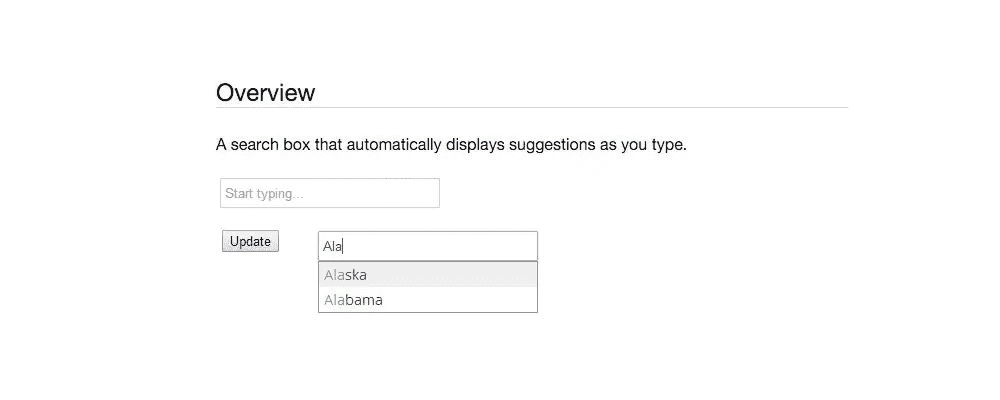 Overview
A search box that automatically displays suggestions as you type.
Start typing...
Update
Ala
Alaska
Alabama